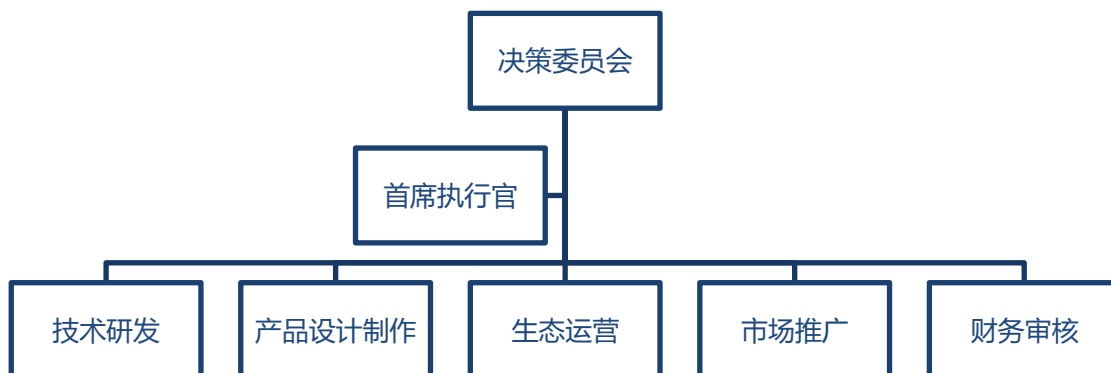 决策委员会
首席执行官
技术研发
产品设计制作
生态运营
市场推广
财务审核